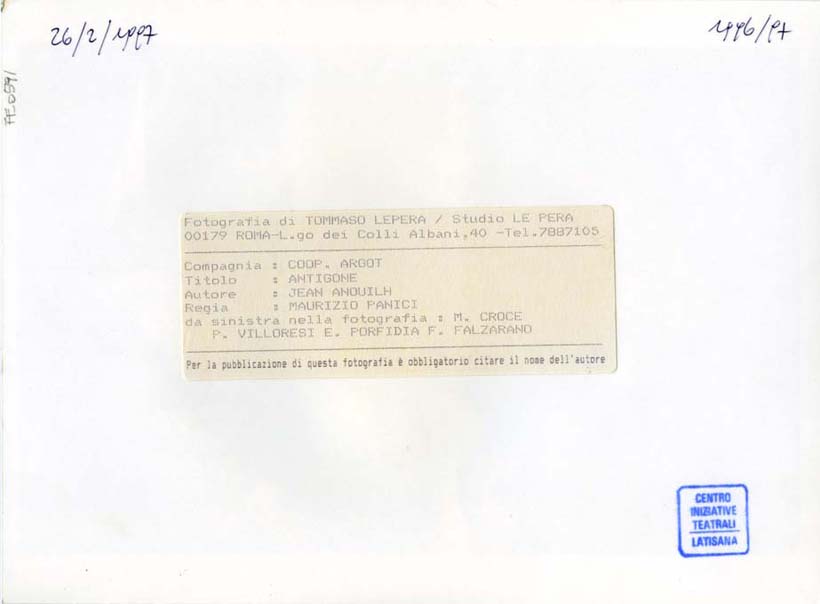 26/2/1997
1996/97
FE0591
Fotografia di TOMMASO LEPERA / Studio LE PERA
00179 ROMA-L.go dei Colli Albani,40 -Tel.7887105
Compagnia : COOP. ARGOT
Titolo : ANTIGONE
Autore : JEAN ANOUILH
Regia : MAURIZIO PANICI
da sinistra nella fotografia : M. CROCE
P. VILLORESI E. PORFIDIA F. FALZARANO
Per la pubblicazione di questa fotografia è obbligatorio citare il nome dell'autore
CENTRO
INIZIATIVE
TEATRALI
LATISANA